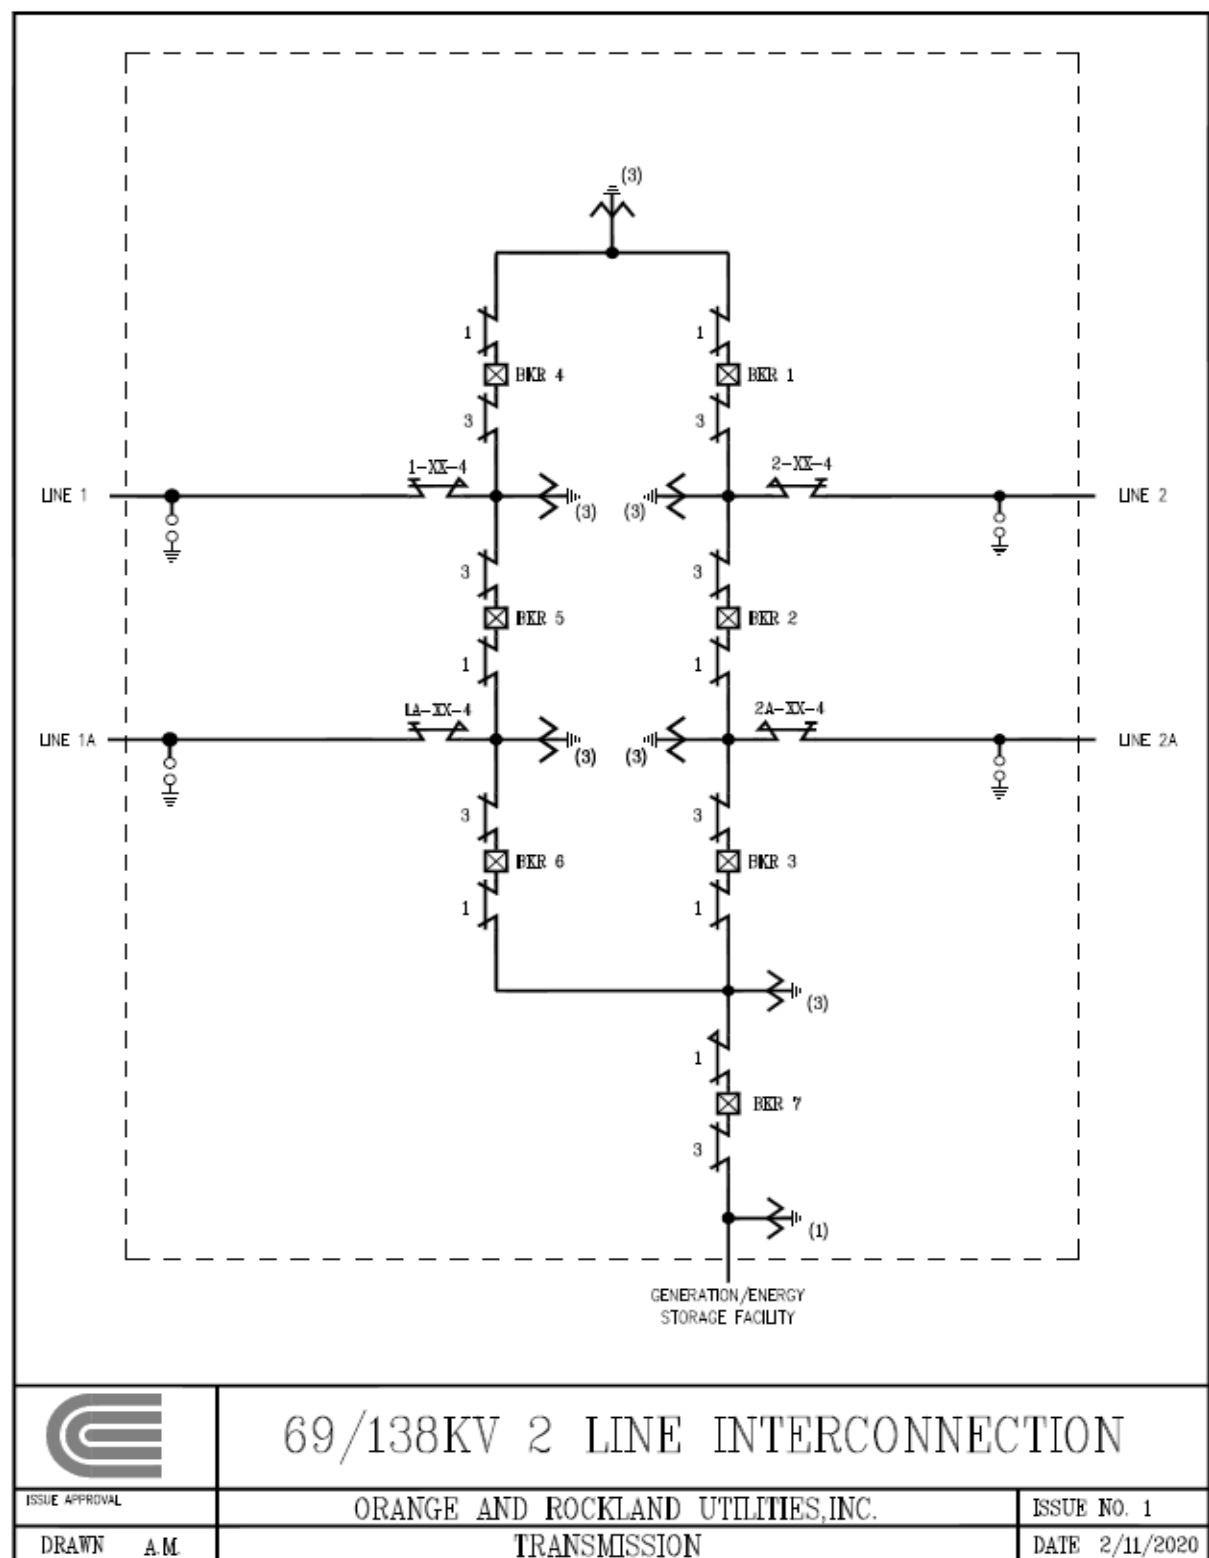 (3)
1
BKR 4
1
BKR 1
3
3
1-XX-4
2-XX-4
LINE 1
(3)
(3)
LINE 2
3
BKR 5
3
BKR 2
1
1
1A-XX-4
2A-XX-4
LINE 1A
(3)
(3)
LINE 2A
3
BKR 6
3
BKR 3
1
1
(3)
1
BKR 7
3
(1)
GENERATION/ENERGY
STORAGE FACILITY
69/138KV 2 LINE INTERCONNECTION
ISSUE APPROVAL
ORANGE AND ROCKLAND UTILITIES,INC.
ISSUE NO. 1
DRAWN A.M.
TRANSMISSION
DATE 2/11/2020